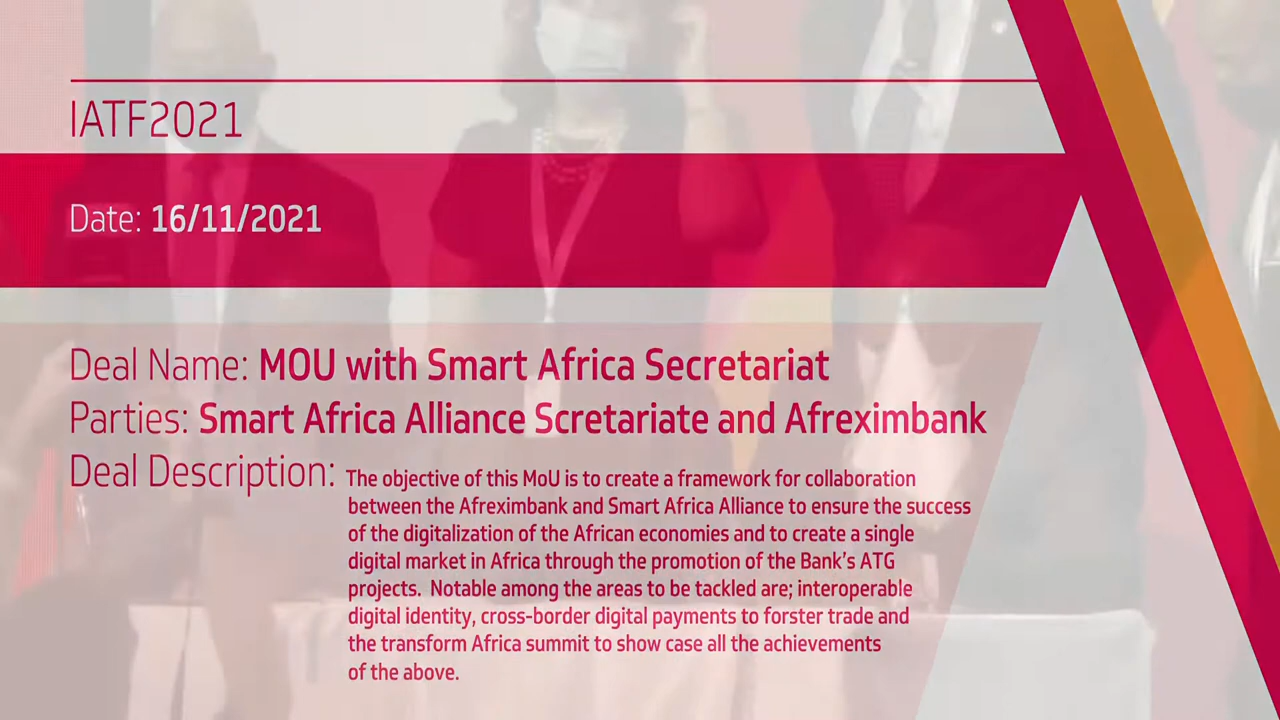 IATF2021
Date: 16/11/2021
Deal Name: MOU with Smart Africa Secretariat
Parties: Smart Africa Alliance Scretariate and Afreximbank
Deal Description: The objective of this MoU is to create a framework for collaboration
between the Afreximbank and Smart Africa Alliance to ensure the success
of the digitalization of the African economies and to create a single
digital market in Africa through the promotion of the Bank's ATG
projects. Notable among the areas to be tackled are; interoperable
digital identity, cross-border digital payments to forster trade and
the transform Africa summit to show case all the achievements
of the above.